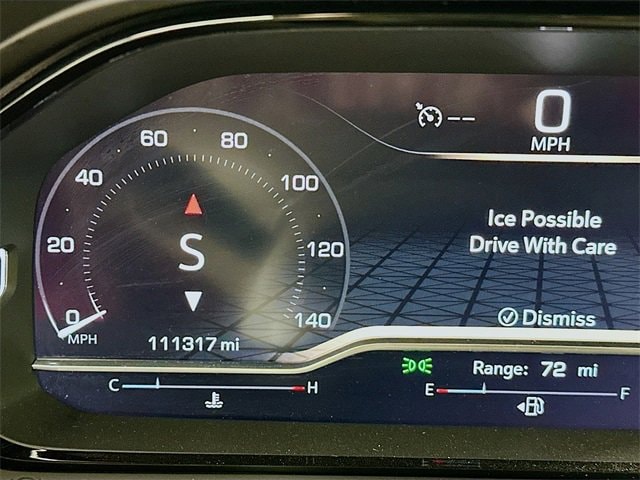 0
MPH
60 80
40 100
20 120
0 140
MPH
S
111317 mi
Ice Possible
Drive With Care
Dismiss
Range: 72 mi
C H
E F